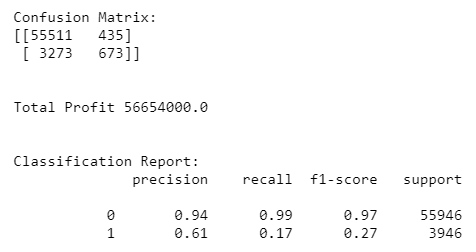 Confusion Matrix:
[[55511   435]
 [ 3273   673]]
Total Profit 56654000.0
Classification Report:
              precision    recall  f1-score   support
           0       0.94      0.99      0.97     55946
           1       0.61      0.17      0.27      3946